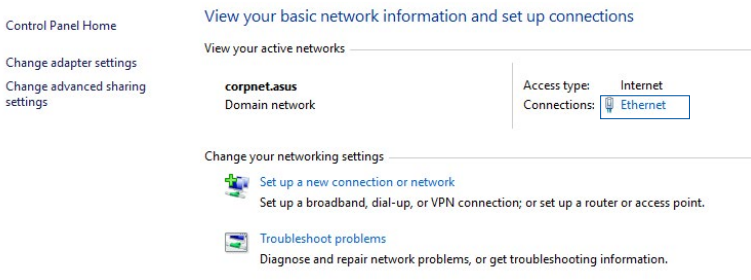 Control Panel Home
Change adapter settings
Change advanced sharing
settings
View your basic network information and set up connections
View your active networks
corpnet.asus
Domain network
Access type: Internet
Connections: Ethernet
Change your networking settings
Set up a new connection or network
Set up a broadband, dial-up, or VPN connection; or set up a router or access point.
Troubleshoot problems
Diagnose and repair network problems, or get troubleshooting information.